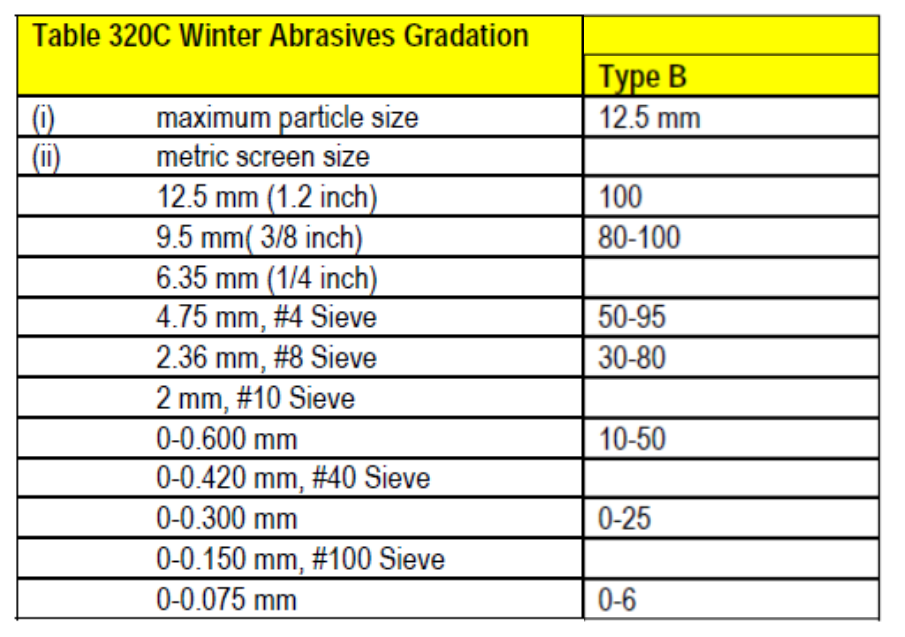 Table 320C Winter Abrasives Gradation
Type B
(i) maximum particle size 12.5 mm
(ii) metric screen size
12.5 mm (1.2 inch) 100
9.5 mm( 3/8 inch) 80-100
6.35 mm (1/4 inch)
4.75 mm, #4 Sieve 50-95
2.36 mm, #8 Sieve 30-80
2 mm, #10 Sieve
0-0.600 mm 10-50
0-0.420 mm, #40 Sieve
0-0.300 mm 0-25
0-0.150 mm, #100 Sieve
0-0.075 mm 0-6